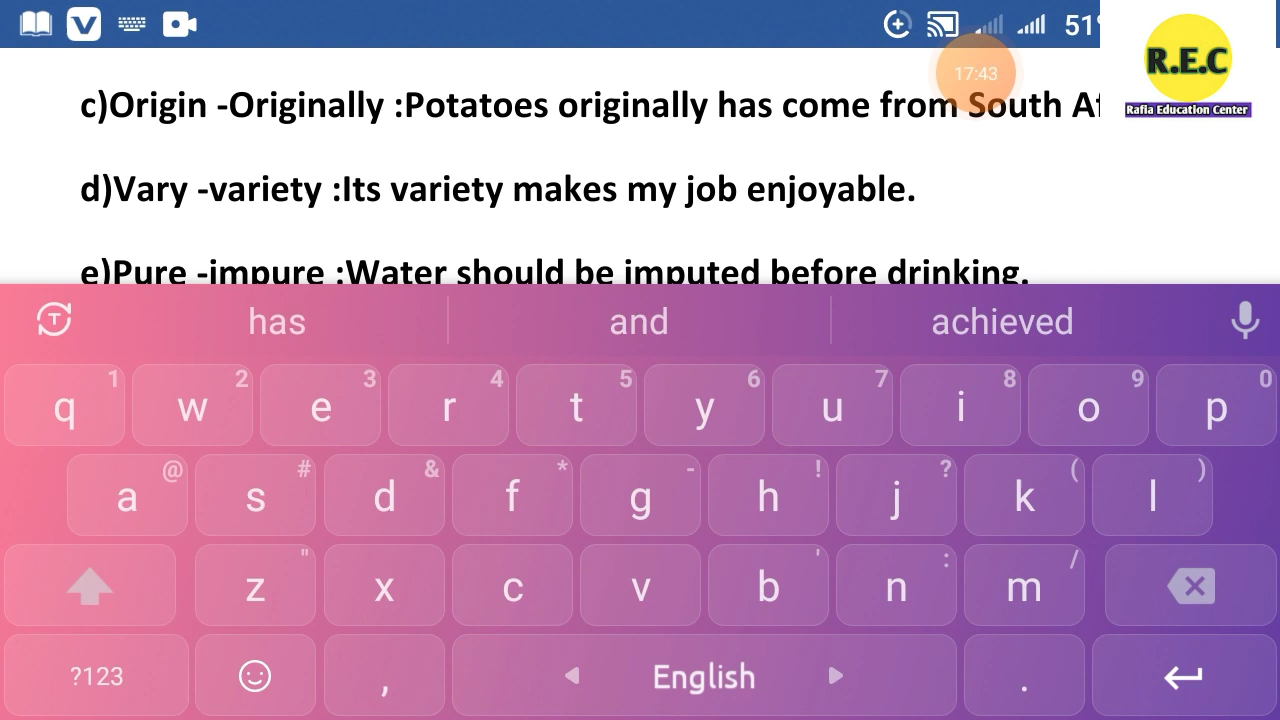 51
R.E.C
Rafia Education Center
17:43
c)Origin -Originally :Potatoes originally has come from South
d)Vary -variety :Its variety makes my job enjoyable.
e)Pure -impure :Water should be imputed before drinking.
has and achieved
1 2 3 4 5 6 7 8 9 0
q w e r t y u i o p
@ # & * - ! ? ( )
a s d f g h j k l
" ' : /
z x c v b n m
?123 , English .